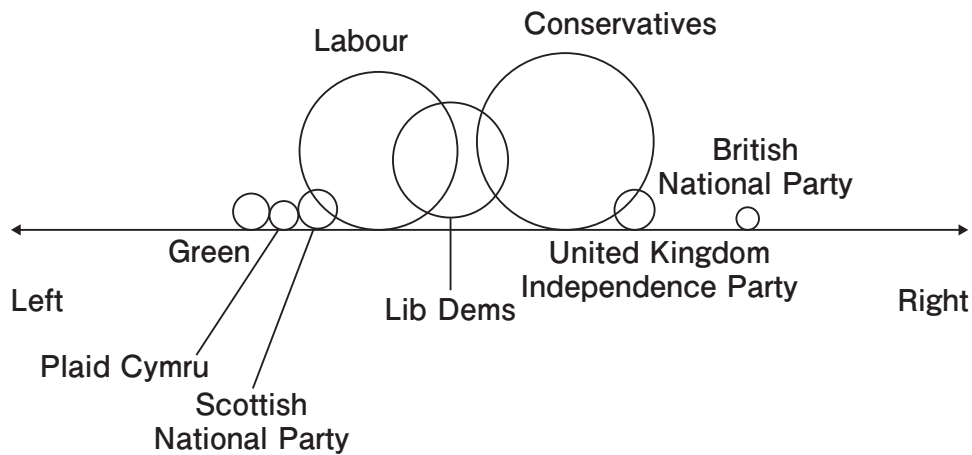 Conservatives
Labour
British
National Party
Green
United Kingdom
Independence Party
Left
Right
Lib Dems
Plaid Cymru
Scottish
National Party